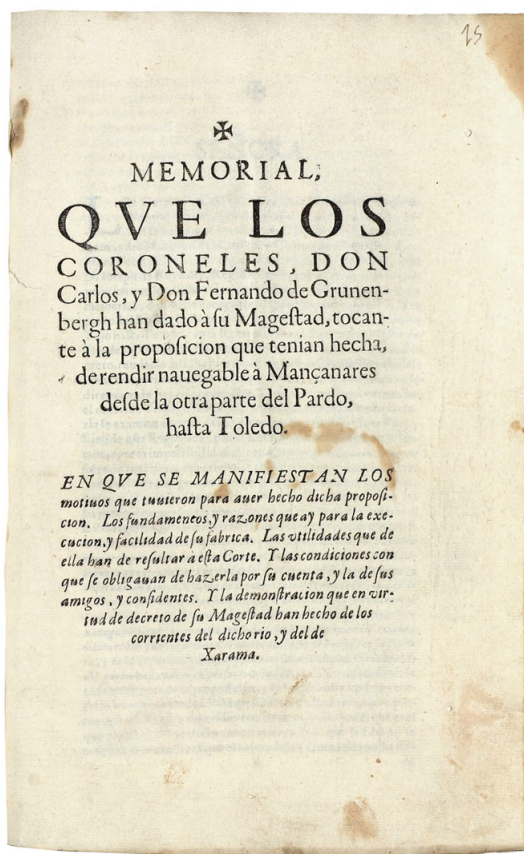 15
✠
MEMORIAL,
QVE LOS
CORONELES, DON
Carlos, y Don Fernando de Grunen-
bergh han dado à ſu Mageſtad, tocan-
te à la propoſicion que tenian hecha,
de rendir nauegable à Mançanares
deſde la otra parte del Pardo,
haſta Toledo.
EN QVE SE MANIFIESTAN LOS
motiuos que tuuieron para auer hecho dicha propoſi-
cion. Los fundamentos, y razones que ay para la exe-
cucion, y facilidad de ſu fabrica. Las vtilidades que de
ella han de reſultar à eſta Corte. Y las condiciones con
que ſe obligauan de hazerla por ſu cuenta, y la de ſus
amigos, y confidentes. Y la demonſtracion que en vir-
tud de decreto de ſu Mageſtad han hecho de los
corrientes del dicho rio, y del de
Xarama.